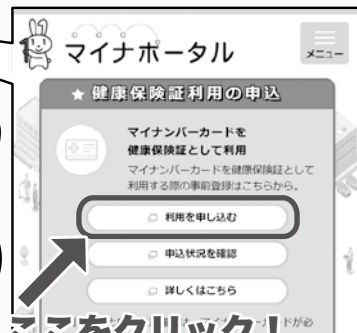 マイナポータル
メニュー
★ 健康保険証利用の申込
マイナンバーカードを
健康保険証として利用
マイナンバーカードを健康保険証として
利用する際の事前登録はこちらから。
利用を申し込む
申込状況を確認
詳しくはこちら
ここをクリック！